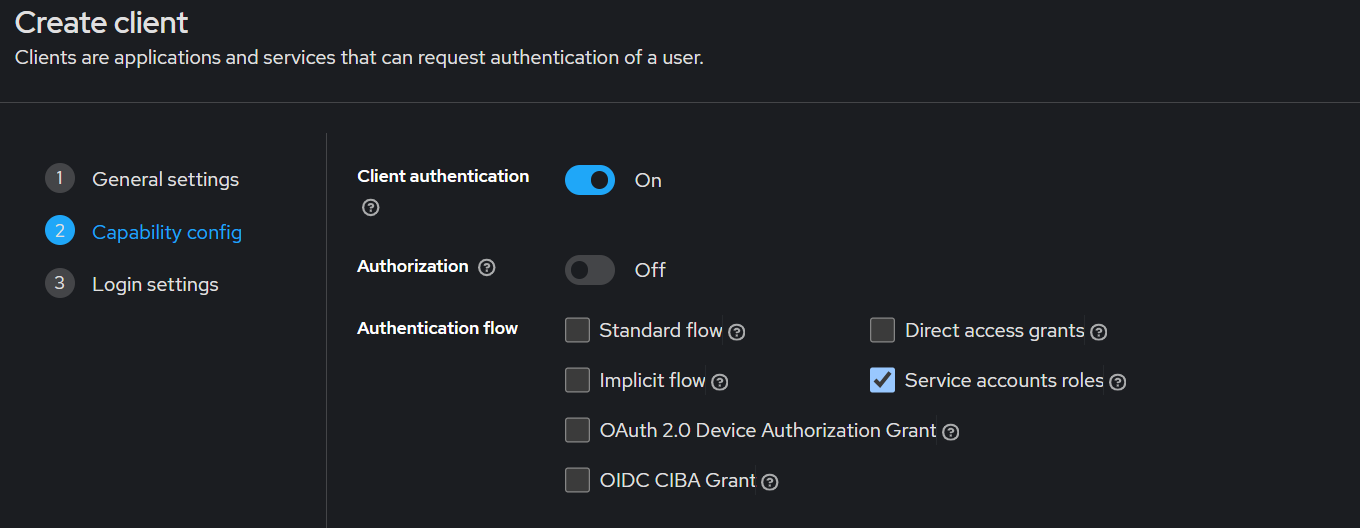 Create client
Clients are applications and services that can request authentication of a user.
1 General settings
2 Capability config
3 Login settings
Client authentication
On
Authorization
Off
Authentication flow
Standard flow
Direct access grants
Implicit flow
Service accounts roles
OAuth 2.0 Device Authorization Grant
OIDC CIBA Grant